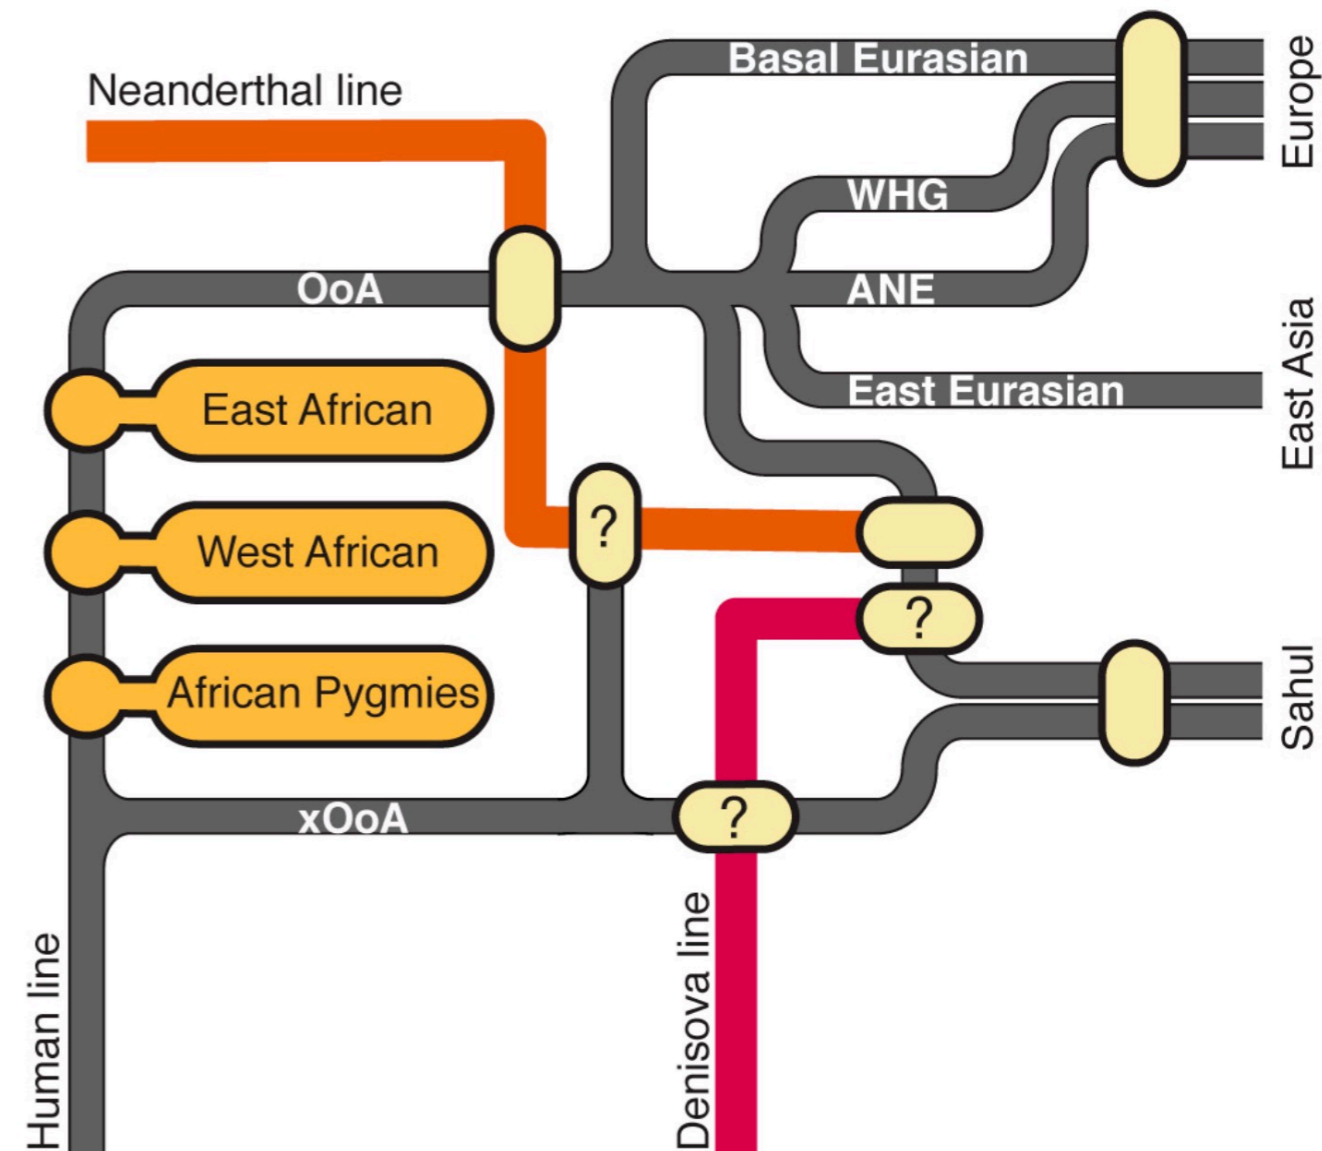 Basal Eurasian
Europe
Neanderthal line
WHG
OoA
ANE
East Asia
East Eurasian
East African
?
West African
?
Sahul
African Pygmies
xOoA
?
Human line
Denisova line